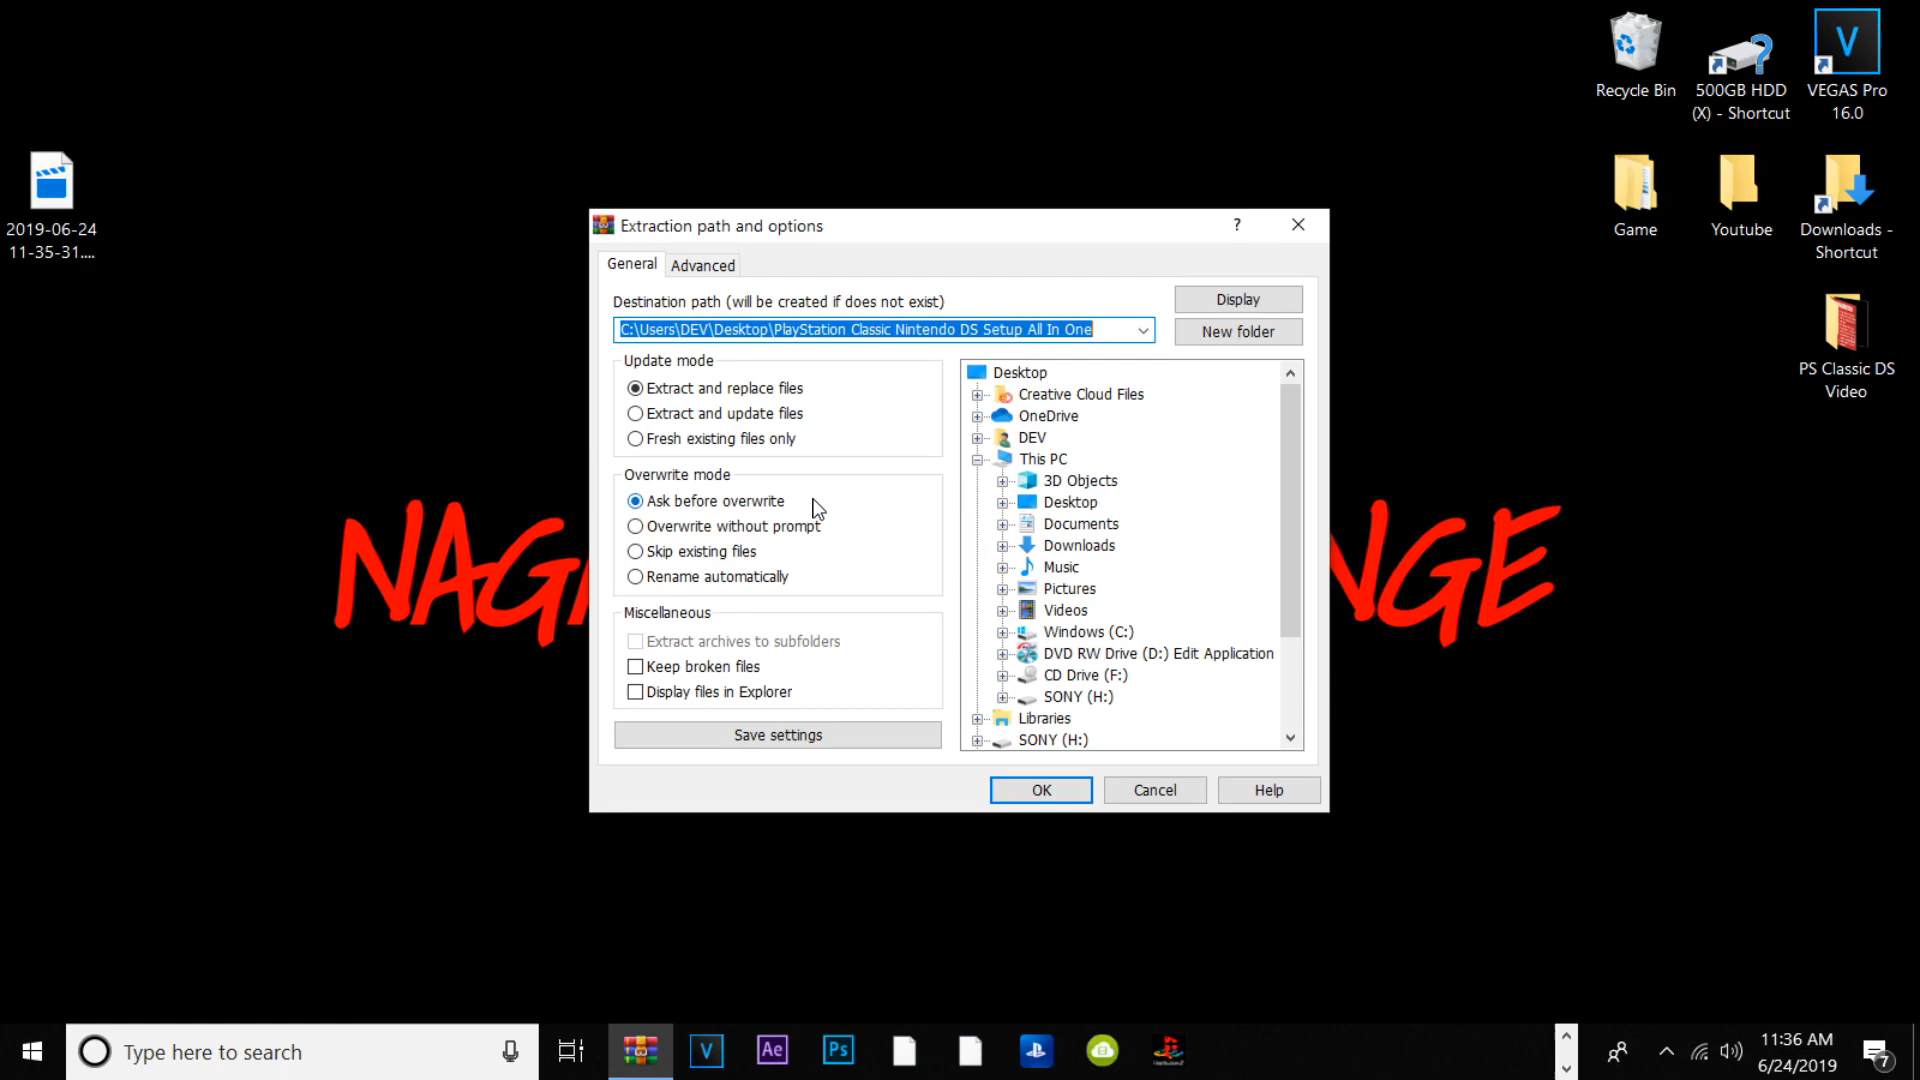 Recycle Bin
500GB HDD
(X) - Shortcut
VEGAS Pro
16.0
2019-06-24
11-35-31....
Game
Youtube
Downloads -
Shortcut
PS Classic DS
Video
Extraction path and options
?
General
Advanced
Destination path (will be created if does not exist)
Display
C:\Users\DEV\Desktop\PlayStation Classic Nintendo DS Setup All In One
New folder
Update mode
Extract and replace files
Extract and update files
Fresh existing files only
Overwrite mode
Ask before overwrite
Overwrite without prompt
Skip existing files
Rename automatically
Miscellaneous
Extract archives to subfolders
Keep broken files
Display files in Explorer
Save settings
Desktop
Creative Cloud Files
OneDrive
DEV
This PC
3D Objects
Desktop
Documents
Downloads
Music
Pictures
Videos
Windows (C:)
DVD RW Drive (D:) Edit Application
CD Drive (F:)
SONY (H:)
Libraries
SONY (H:)
OK
Cancel
Help
Type here to search
V
Ae
Ps
11:36 AM
6/24/2019
7